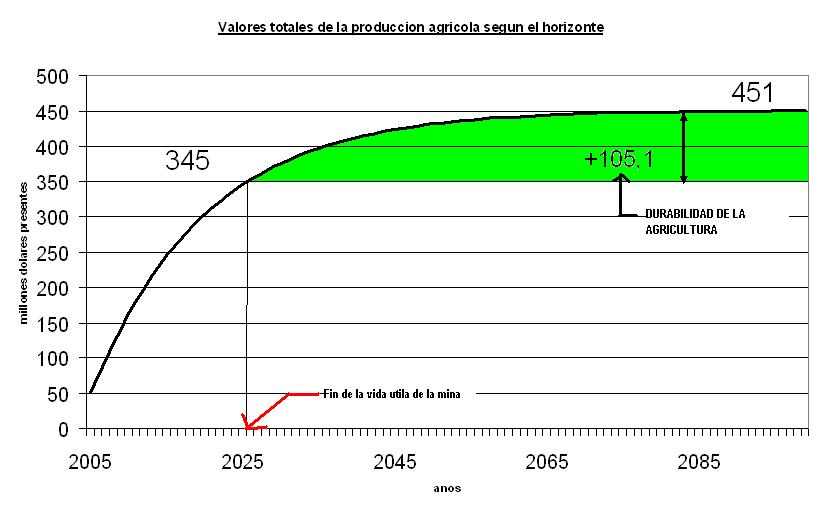 Valores totales de la produccion agricola segun el horizonte
500
450
400
350
300
250
200
150
100
50
0
millones dolares presentes
345
451
+105,1
DURABILIDAD DE LA
AGRICULTURA
Fin de la vida utila de la mina
2005 2025 2045 2065 2085
anos